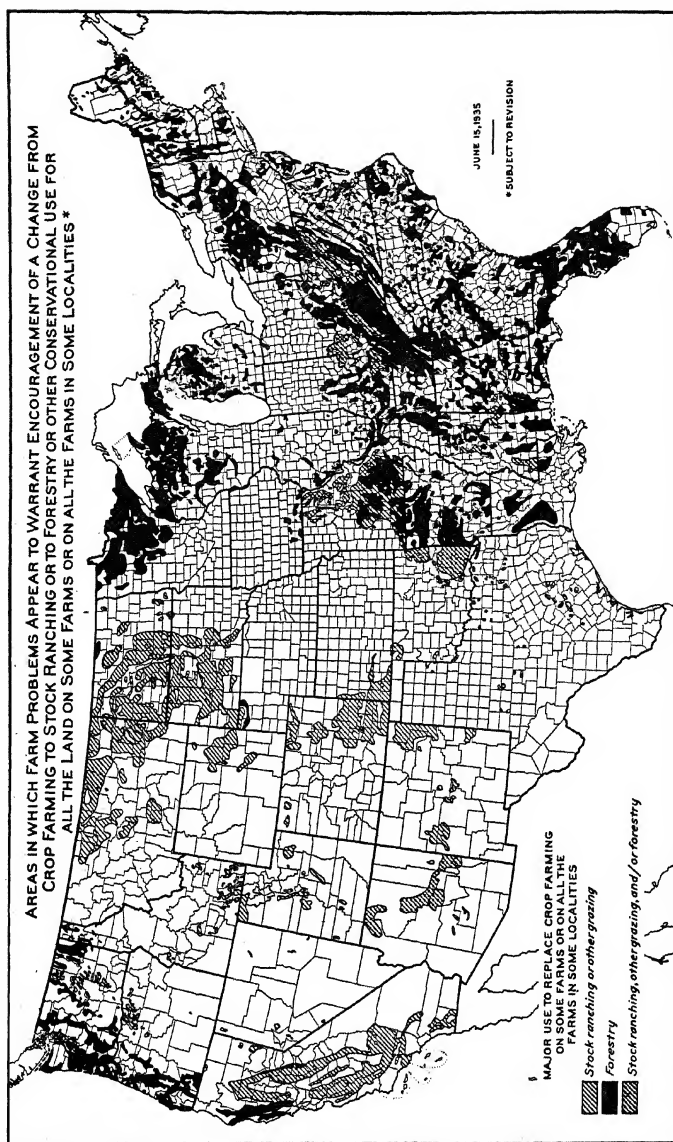 AREAS IN WHICH FARM PROBLEMS APPEAR TO WARRANT ENCOURAGEMENT OF A CHANGE FROM
CROP FARMING TO STOCK RANCHING OR TO FORESTRY OR OTHER CONSERVATIONAL USE FOR
ALL THE LAND ON SOME FARMS OR ON ALL THE FARMS IN SOME LOCALITIES*
JUNE 15, 1935
*SUBJECT TO REVISION
MAJOR USE TO REPLACE CROP FARMING
ON SOME FARMS OR ON ALL THE
FARMS IN SOME LOCALITIES
Stock ranching or other grazing
Forestry
Stock ranching, other grazing, and/or forestry